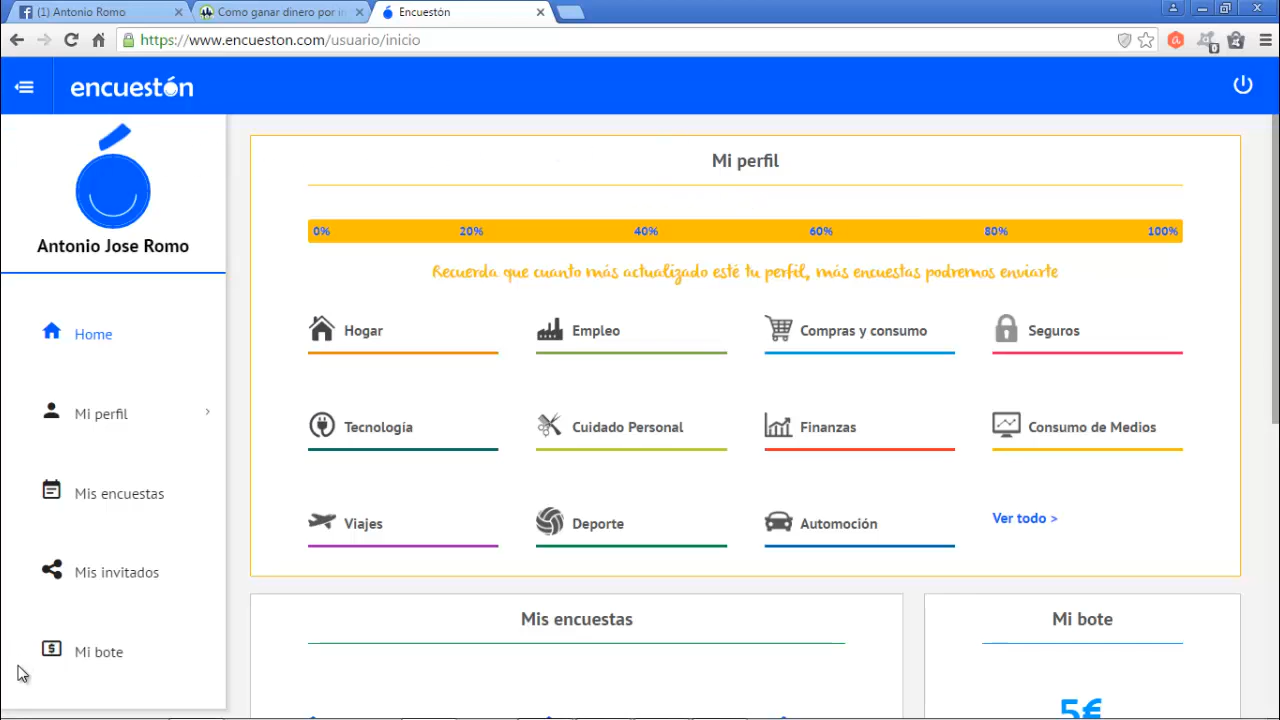 (1) Antonio Romo
Como ganar dinero por in
Encuestón
https://www.encueston.com/usuario/inicio
a
0
encuestón
Antonio Jose Romo
Home
Mi perfil
Mis encuestas
Mis invitados
Mi bote
Mi perfil
0% 20% 40% 60% 80% 100%
Recuerda que cuanto más actualizado esté tu perfil, más encuestas podremos enviarte
Hogar
Empleo
Compras y consumo
Seguros
Tecnología
Cuidado Personal
Finanzas
Consumo de Medios
Viajes
Deporte
Automoción
Ver todo >
Mis encuestas
Mi bote
5€